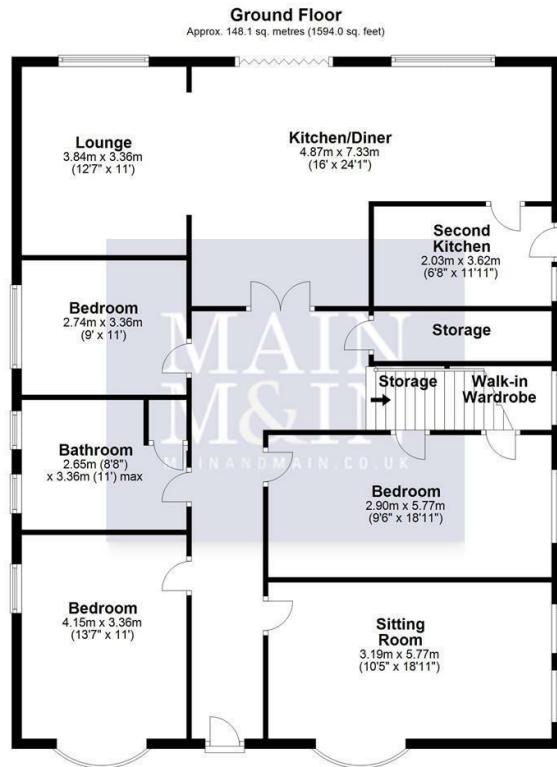 Ground Floor
Approx. 148.1 sq. metres (1594.0 sq. feet)
Lounge
3.84m x 3.36m
(12'7" x 11')
Kitchen/Diner
4.87m x 7.33m
(16' x 24'1")
Second
Kitchen
2.03m x 3.62m
(6'8" x 11'11")
Bedroom
2.74m x 3.36m
(9' x 11')
Storage
Storage
Walk-in
Wardrobe
MAIN
M&IN
MAINANDMAIN.CO.UK
Bathroom
2.65m (8'8")
x 3.36m (11') max
Bedroom
2.90m x 5.77m
(9'6" x 18'11")
Bedroom
4.15m x 3.36m
(13'7" x 11')
Sitting
Room
3.19m x 5.77m
(10'5" x 18'11")